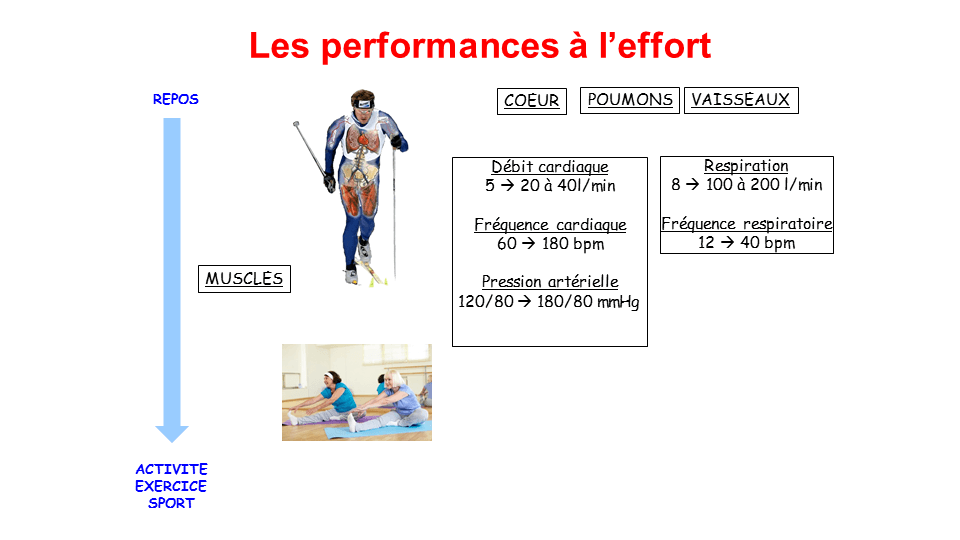 Les performances à l’effort
REPOS
COEUR
POUMONS
VAISSEAUX
Débit cardiaque
5 → 20 à 40l/min
Fréquence cardiaque
60 → 180 bpm
Pression artérielle
120/80 → 180/80 mmHg
Respiration
8 → 100 à 200 l/min
Fréquence respiratoire
12 → 40 bpm
MUSCLES
ACTIVITE
EXERCICE
SPORT